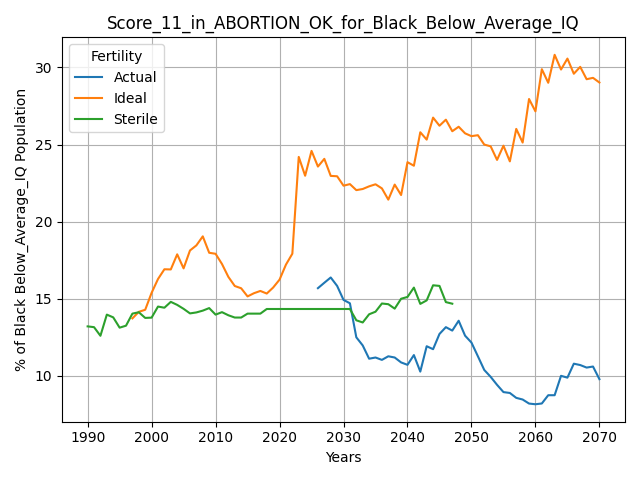 Score_11_in_ABORTION_OK_for_Black_Below_Average_IQ
Fertility
Actual
Ideal
Sterile
% of Black Below_Average_IQ Population
30
25
20
15
10
1990 2000 2010 2020 2030 2040 2050 2060 2070
Years